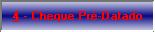 4 - Cheque Pré-Datado